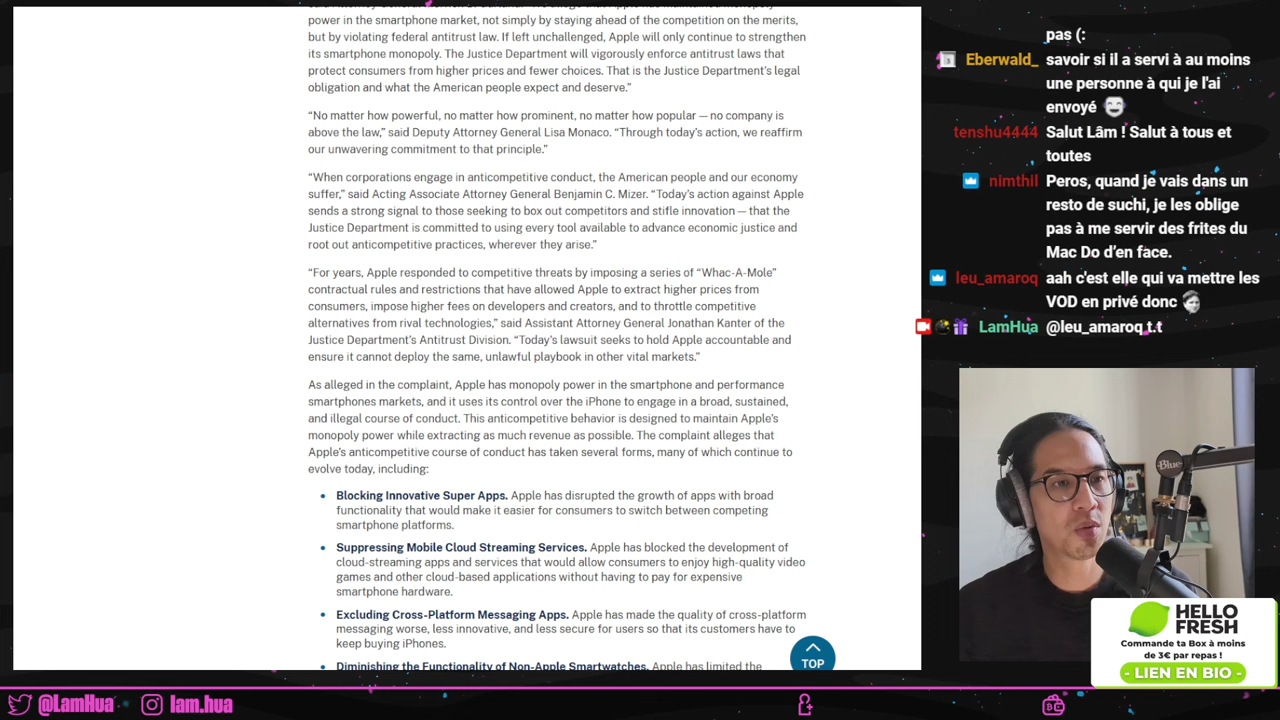 power in the smartphone market, not simply by staying ahead of the competition on the merits,
but by violating federal antitrust law. If left unchallenged, Apple will only continue to strengthen
its smartphone monopoly. The Justice Department will vigorously enforce antitrust laws that
protect consumers from higher prices and fewer choices. That is the Justice Department’s legal
obligation and what the American people expect and deserve.”
“No matter how powerful, no matter how prominent, no matter how popular — no company is
above the law,” said Deputy Attorney General Lisa Monaco. “Through today’s action, we reaffirm
our unwavering commitment to that principle.”
“When corporations engage in anticompetitive conduct, the American people and our economy
suffer,” said Acting Associate Attorney General Benjamin C. Mizer. “Today’s action against Apple
sends a strong signal to those seeking to box out competitors and stifle innovation — that the
Justice Department is committed to using every tool available to advance economic justice and
root out anticompetitive practices, wherever they arise.”
“For years, Apple responded to competitive threats by imposing a series of “Whac-A-Mole”
contractual rules and restrictions that have allowed Apple to extract higher prices from
consumers, impose higher fees on developers and creators, and to throttle competitive
alternatives from rival technologies,” said Assistant Attorney General Jonathan Kanter of the
Justice Department’s Antitrust Division. “Today’s lawsuit seeks to hold Apple accountable and
ensure it cannot deploy the same, unlawful playbook in other vital markets.”
As alleged in the complaint, Apple has monopoly power in the smartphone and performance
smartphones markets, and it uses its control over the iPhone to engage in a broad, sustained,
and illegal course of conduct. This anticompetitive behavior is designed to maintain Apple’s
monopoly power while extracting as much revenue as possible. The complaint alleges that
Apple’s anticompetitive course of conduct has taken several forms, many of which continue to
evolve today, including:
• Blocking Innovative Super Apps. Apple has disrupted the growth of apps with broad
functionality that would make it easier for consumers to switch between competing
smartphone platforms.
• Suppressing Mobile Cloud Streaming Services. Apple has blocked the development of
cloud-streaming apps and services that would allow consumers to enjoy high-quality video
games and other cloud-based applications without having to pay for expensive
smartphone hardware.
• Excluding Cross-Platform Messaging Apps. Apple has made the quality of cross-platform
messaging worse, less innovative, and less secure for users so that its customers have to
keep buying iPhones.
• Diminishing the Functionality of Non-Apple Smartwatches. Apple has limited the
TOP
pas (:
Eberwald_ savoir si il a servi à au moins
une personne à qui je l'ai
envoyé
tenshu4444 Salut Lâm ! Salut à tous et
toutes
nimthil Peros, quand je vais dans un
resto de suchi, je les oblige
pas à me servir des frites du
Mac Do d’en face.
leu_amaroq aah c'est elle qui va mettre les
VOD en privé donc
LamHua @leu_amaroq t.t
Blue
HELLO
FRESH
Commande ta Box à moins
de 3€ par repas !
- LIEN EN BIO -
@LamHua
lam.hua